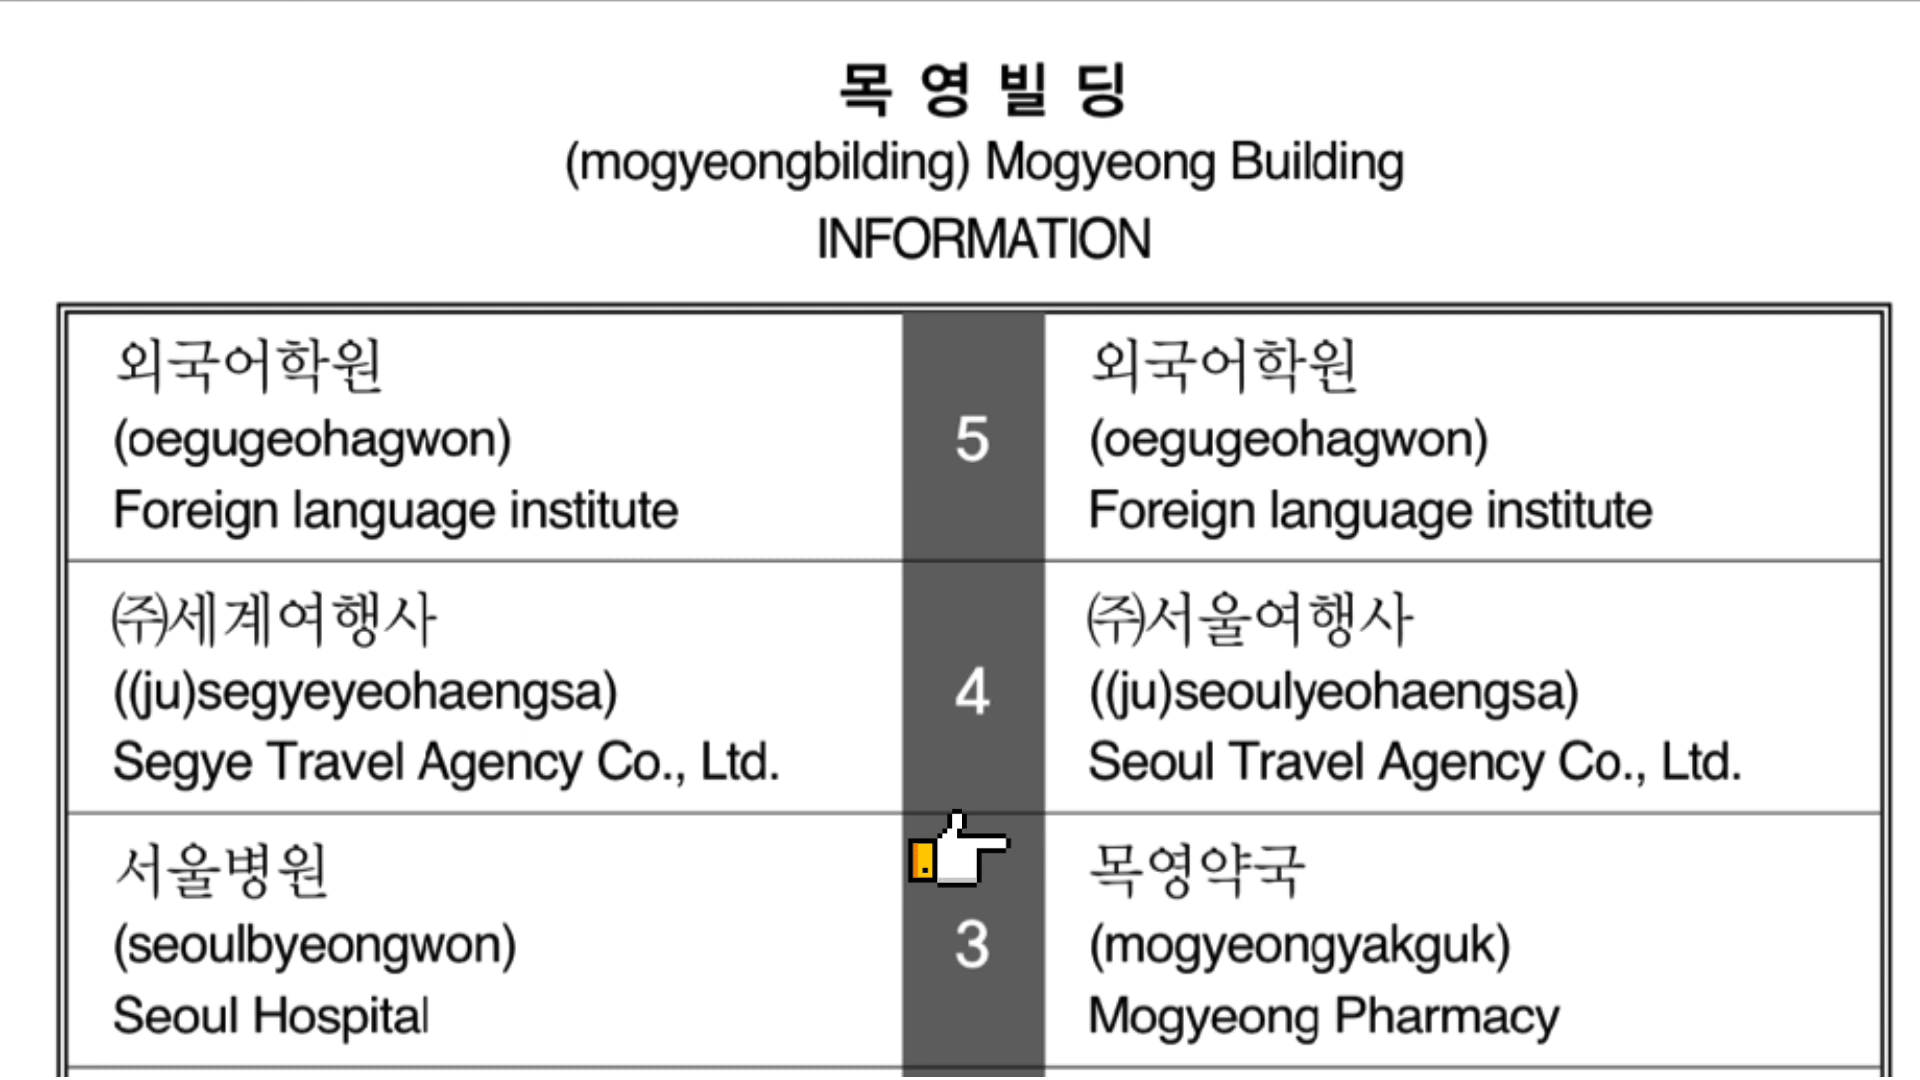 목영빌딩
(mogyeongbilding) Mogyeong Building
INFORMATION
외국어학원
(oegugeohagwon)
Foreign language institute
5
외국어학원
(oegugeohagwon)
Foreign language institute
㈜세계여행사
((ju)segyeyeohaengsa)
Segye Travel Agency Co., Ltd.
4
㈜서울여행사
((ju)seoulyeohaengsa)
Seoul Travel Agency Co., Ltd.
서울병원
(seoulbyeongwon)
Seoul Hospital
3
목영약국
(mogyeongyakguk)
Mogyeong Pharmacy